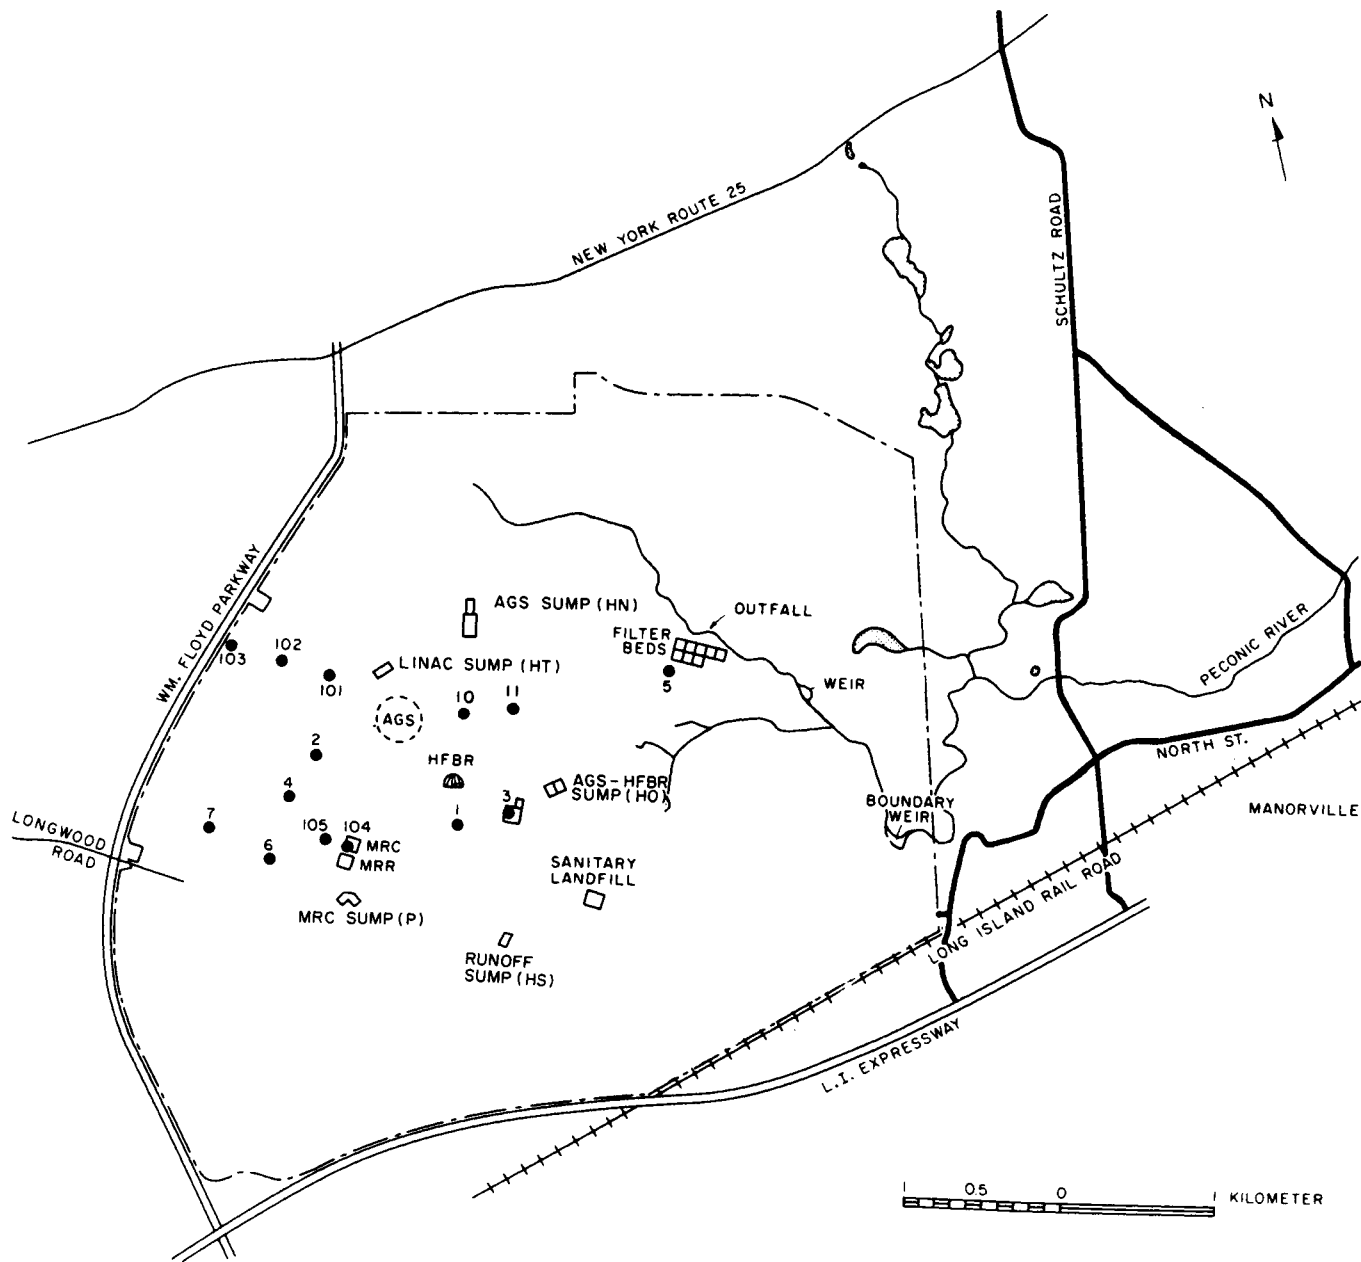 N
NEW YORK ROUTE 25
SCHULTZ ROAD
WM. FLOYD PARKWAY
AGS SUMP (HN)
OUTFALL
FILTER
BEDS
103
102
101
LINAC SUMP (HT)
5
WEIR
PECONIC RIVER
AGS
10
11
NORTH ST.
2
HFBR
4
AGS-HFBR
SUMP (HO)
3
1
BOUNDARY
WEIR
MANORVILLE
7
LONGWOOD
ROAD
105
104
6
MRC
MRR
SANITARY
LANDFILL
MRC SUMP (P)
RUNOFF
SUMP (HS)
LONG ISLAND RAIL ROAD
L.I. EXPRESSWAY
1 0.5 0 1 KILOMETER